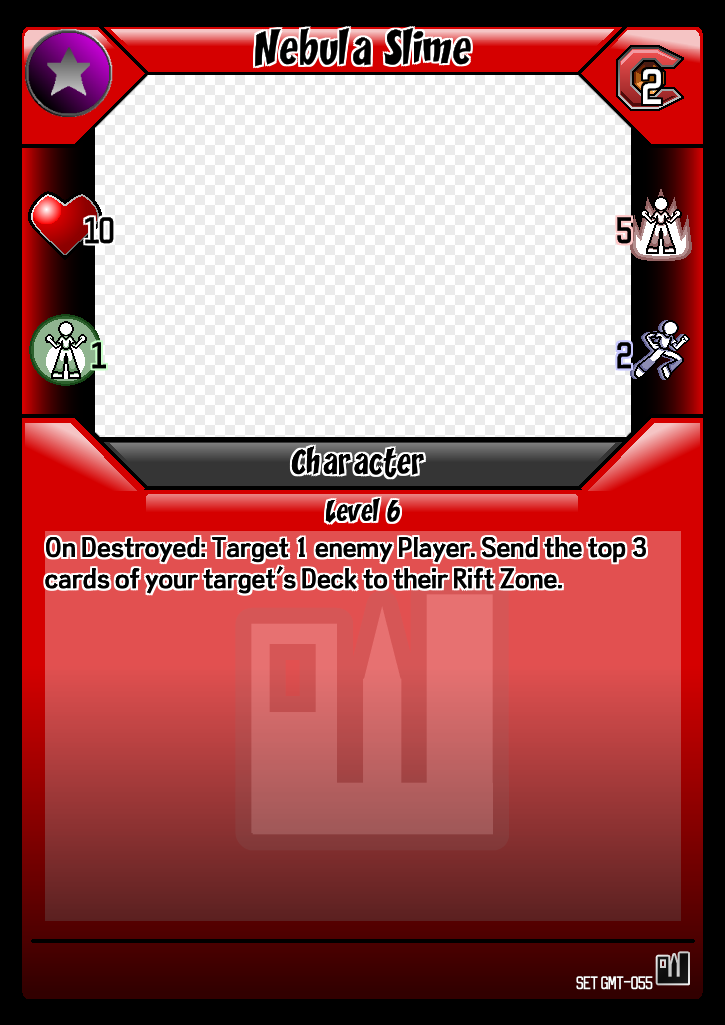 Nebula Slime
2
10
5
1
2
Character
Level 6
On Destroyed: Target 1 enemy Player. Send the top 3
cards of your target's Deck to their Rift Zone.
SET GMT-055